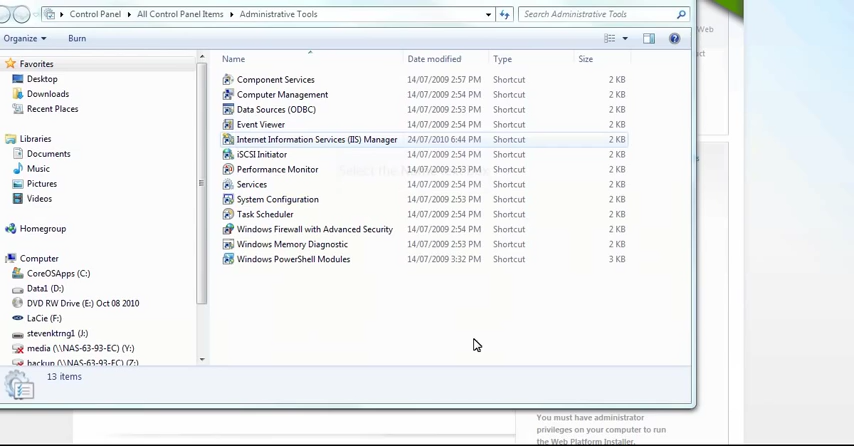 Control Panel ▸ All Control Panel Items ▸ Administrative Tools
Search Administrative Tools
Organize
Burn
Favorites
Desktop
Downloads
Recent Places
Libraries
Documents
Music
Pictures
Videos
Homegroup
Computer
CoreOSApps (C:)
Data1 (D:)
DVD RW Drive (E:) Oct 08 2010
LaCie (F:)
stevenktrng1 (J:)
media (\\NAS-63-93-EC) (Y:)
backup (\\NAS-63-93-EC) (Z:)
Name Date modified Type Size
Component Services 14/07/2009 2:57 PM Shortcut 2 KB
Computer Management 14/07/2009 2:54 PM Shortcut 2 KB
Data Sources (ODBC) 14/07/2009 2:53 PM Shortcut 2 KB
Event Viewer 14/07/2009 2:54 PM Shortcut 2 KB
Internet Information Services (IIS) Manager 24/07/2010 6:44 PM Shortcut 2 KB
iSCSI Initiator 14/07/2009 2:54 PM Shortcut 2 KB
Performance Monitor 14/07/2009 2:53 PM Shortcut 2 KB
Services 14/07/2009 2:54 PM Shortcut 2 KB
System Configuration 14/07/2009 2:53 PM Shortcut 2 KB
Task Scheduler 14/07/2009 2:54 PM Shortcut 2 KB
Windows Firewall with Advanced Security 14/07/2009 2:54 PM Shortcut 2 KB
Windows Memory Diagnostic 14/07/2009 2:53 PM Shortcut 2 KB
Windows PowerShell Modules 14/07/2009 3:32 PM Shortcut 3 KB
13 items
Web
You must have administrator
privileges on your computer to run
the Web Platform Installer.